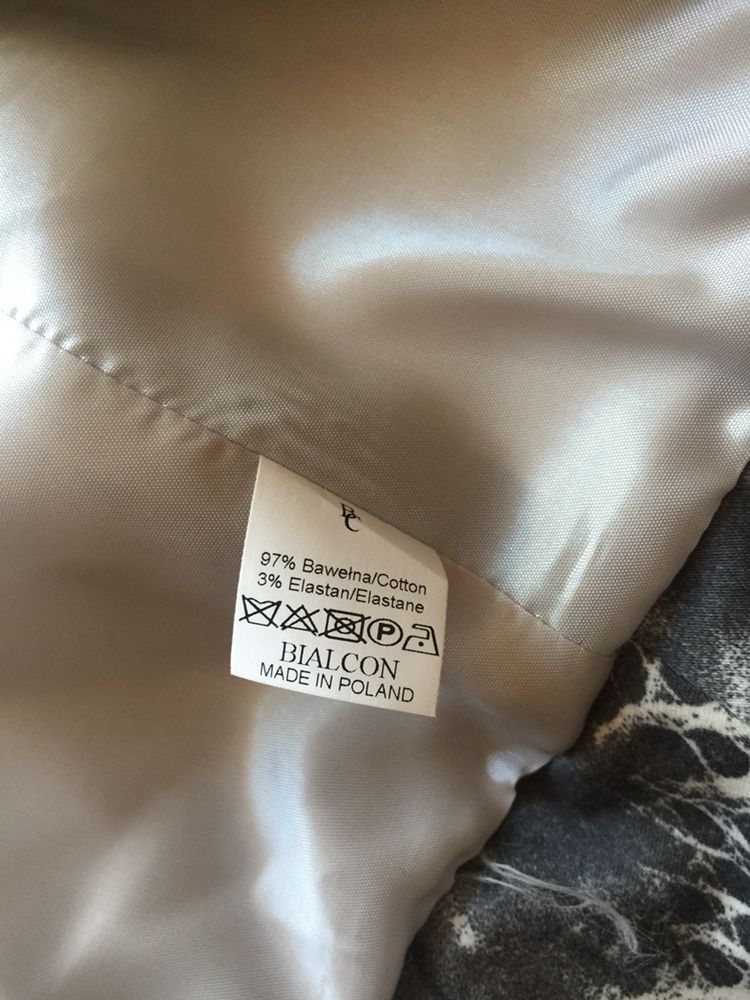 BC
97% Bawełna/Cotton
3% Elastan/Elastane
P
BIALCON
MADE IN POLAND